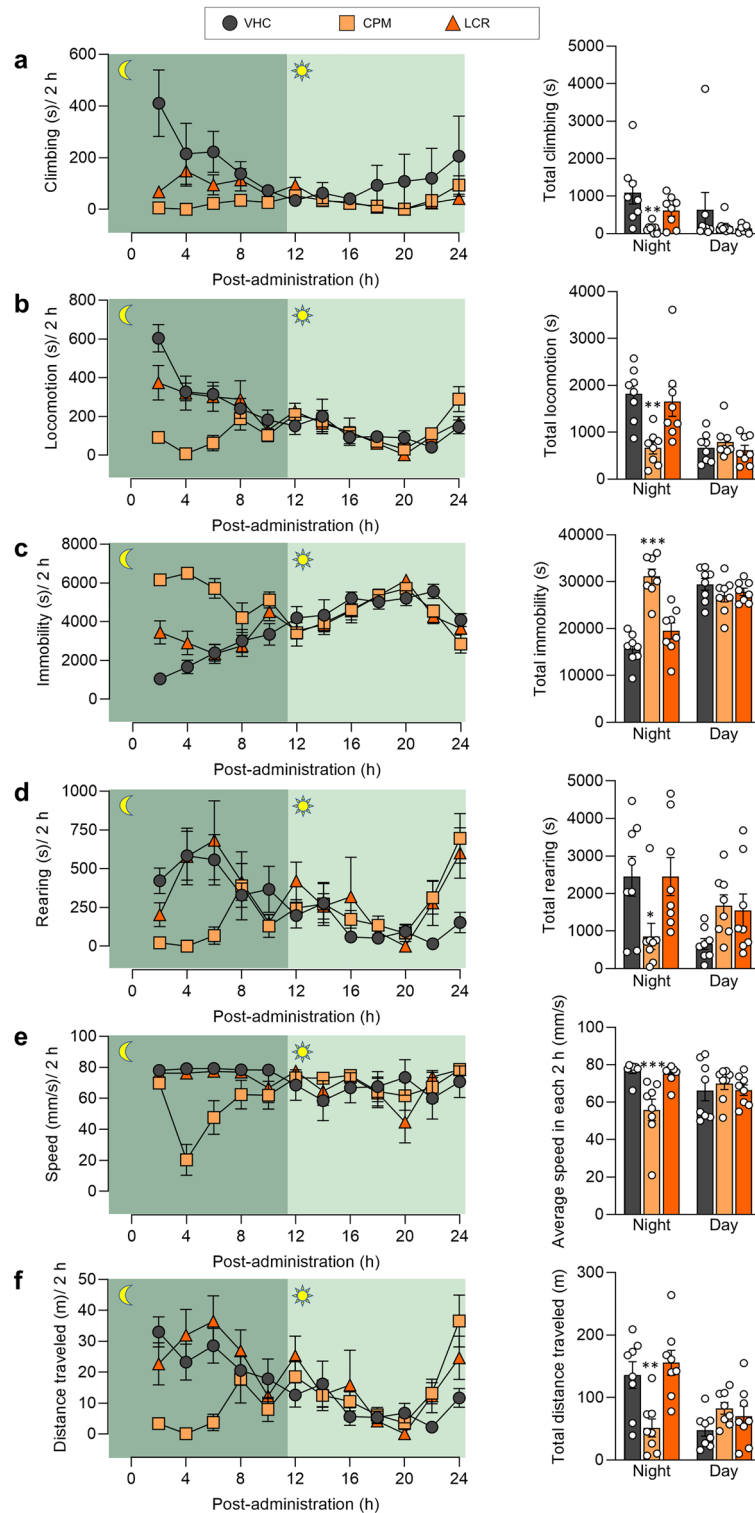 VHC CPM LCR
a
Climbing (s)/ 2 h
600
400
200
0
0 4 8 12 16 20 24
Post-administration (h)
Total climbing (s)
5000
4000
3000
2000
1000
0
**
Night Day
b
Locomotion (s)/ 2 h
800
600
400
200
0
0 4 8 12 16 20 24
Post-administration (h)
Total locomotion (s)
4000
3000
2000
1000
0
**
Night Day
c
Immobility (s)/ 2 h
8000
6000
4000
2000
0
0 4 8 12 16 20 24
Post-administration (h)
Total immobility (s)
40000
30000
20000
10000
0
***
Night Day
d
Rearing (s)/ 2 h
1000
750
500
250
0
0 4 8 12 16 20 24
Post-administration (h)
Total rearing (s)
5000
4000
3000
2000
1000
0
*
Night Day
e
Speed (mm/s)/ 2 h
100
80
60
40
20
0
0 4 8 12 16 20 24
Post-administration (h)
Average speed in each 2 h (mm/s)
100
80
60
40
20
0
***
Night Day
f
Distance traveled (m)/ 2 h
50
40
30
20
10
0
0 4 8 12 16 20 24
Post-administration (h)
Total distance traveled (m)
300
200
100
0
**
Night Day